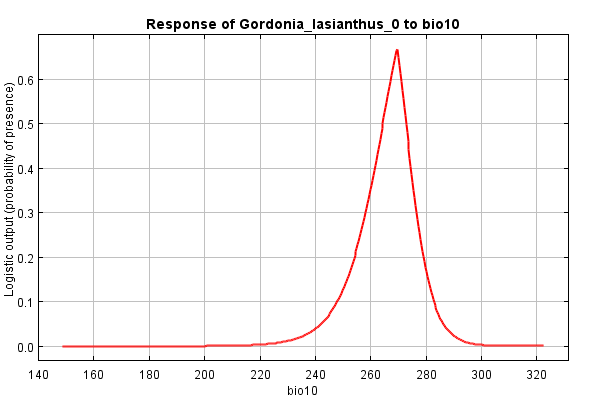 Response of Gordonia_lasianthus_0 to bio10
Logistic output (probability of presence)
0.6
0.5
0.4
0.3
0.2
0.1
0.0
140 160 180 200 220 240 260 280 300 320
bio10